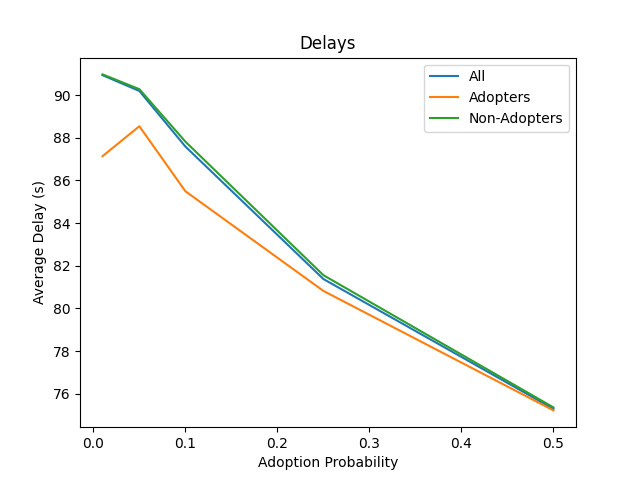 Delays
All
Adopters
Non-Adopters
Average Delay (s)
90
88
86
84
82
80
78
76
0.0 0.1 0.2 0.3 0.4 0.5
Adoption Probability